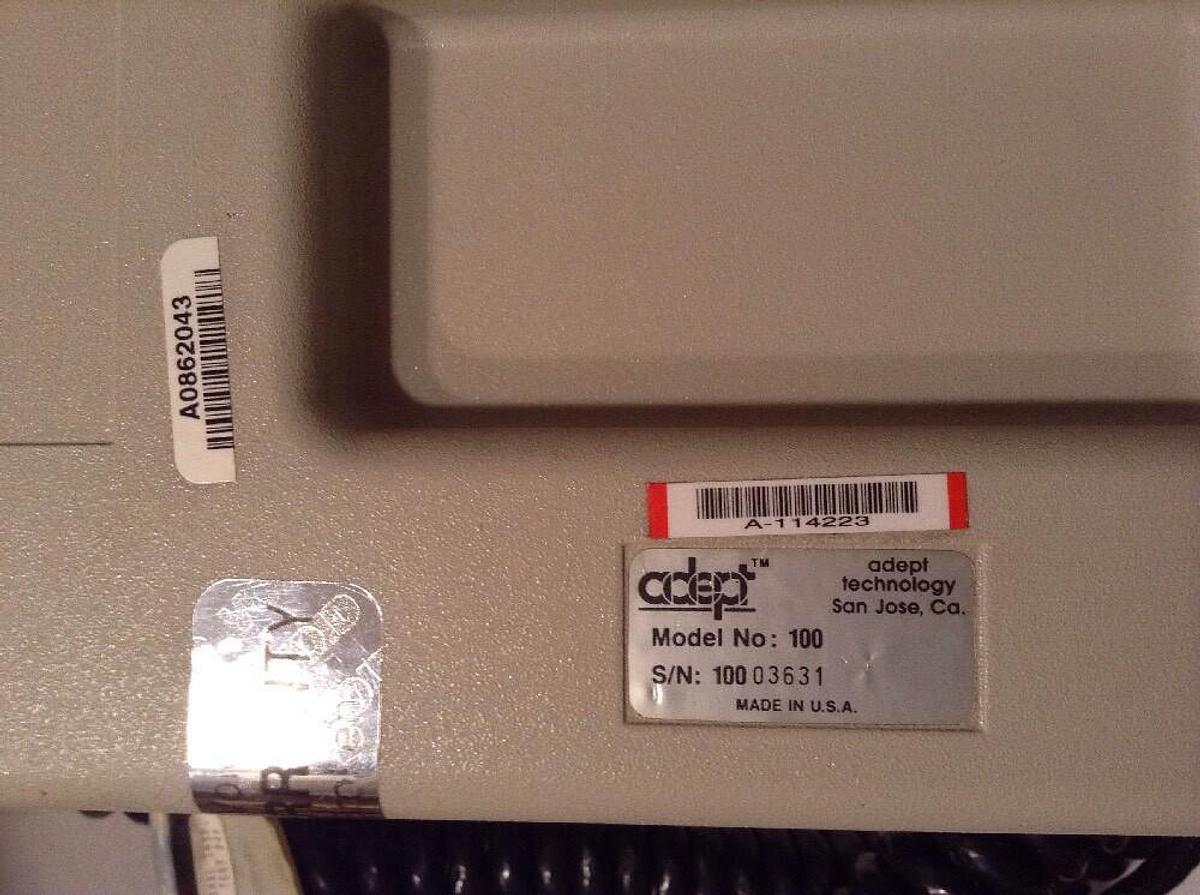 A0862043
A-114223
adept™
adept
technology
San Jose, Ca.
Model No: 100
S/N: 100 03631
MADE IN U.S.A.